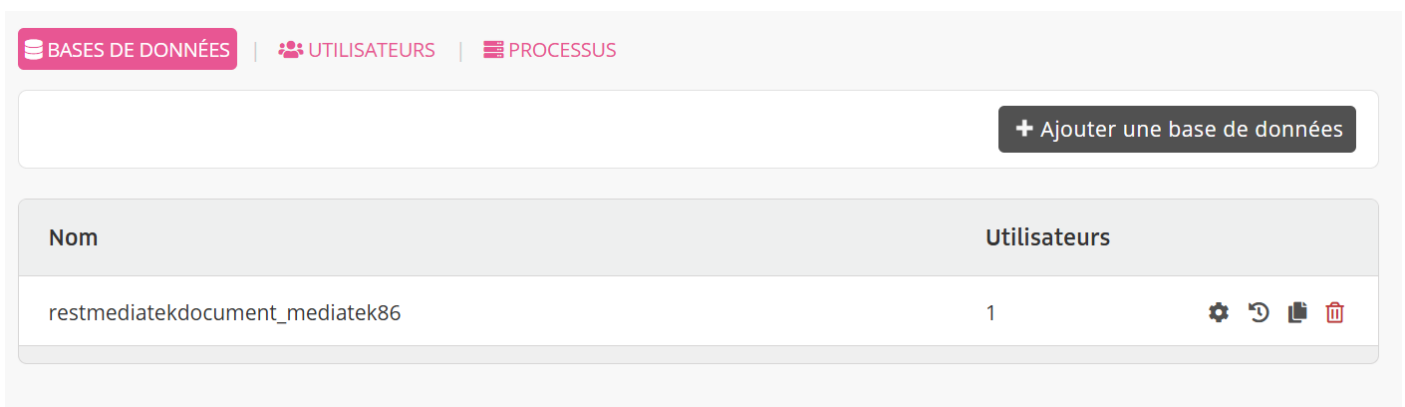 BASES DE DONNÉES | UTILISATEURS | PROCESSUS
+ Ajouter une base de données
Nom Utilisateurs
restmediatekdocument_mediatek86 1